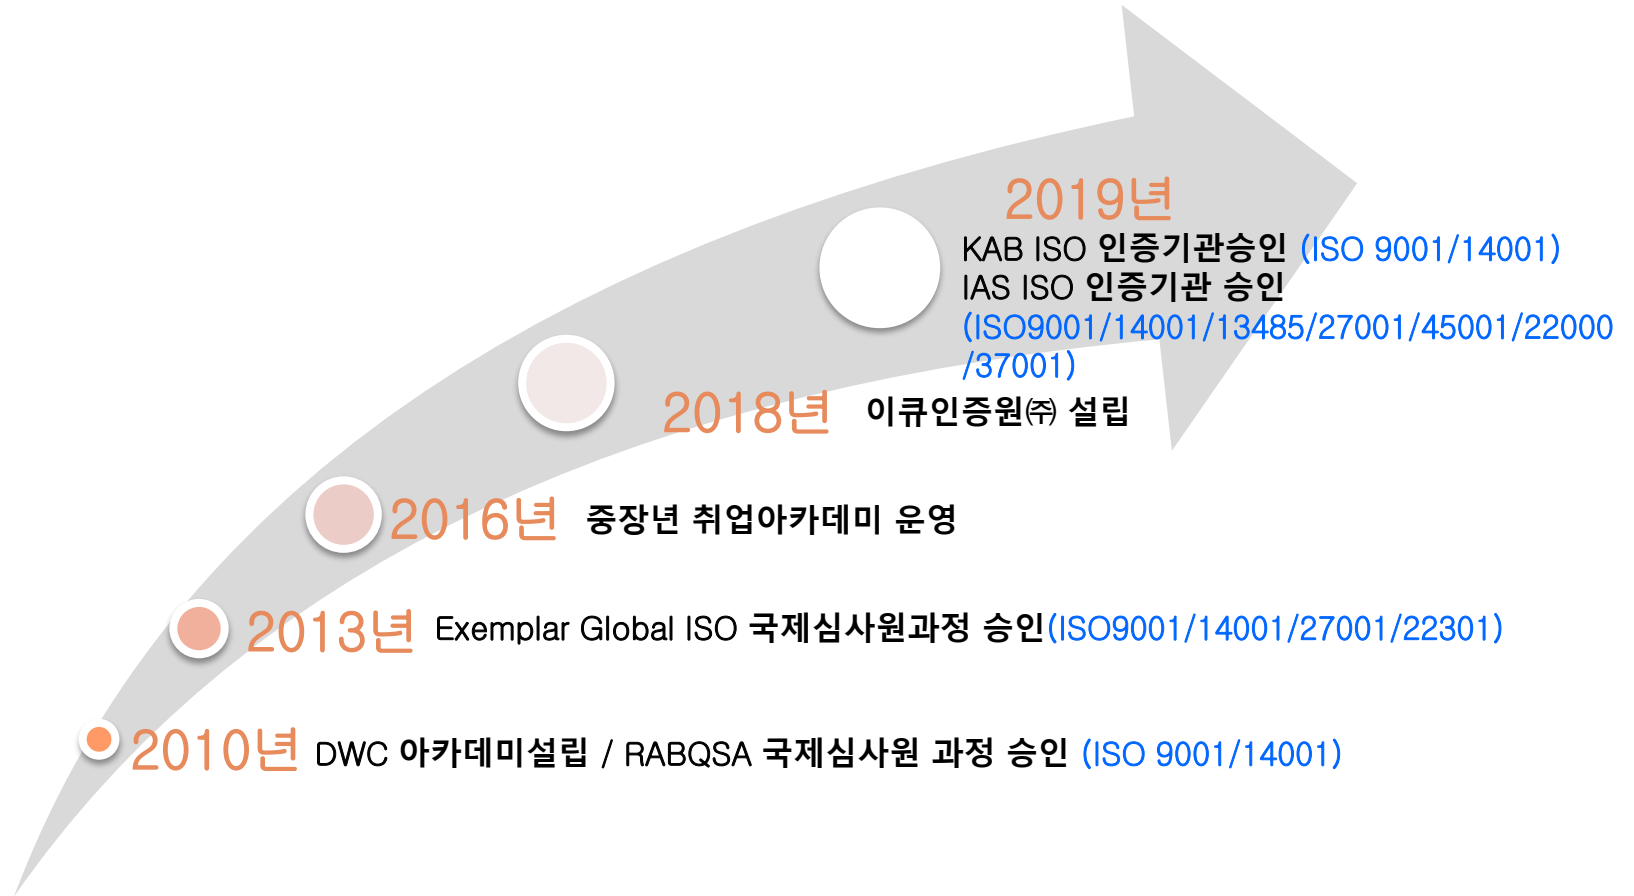 2019년
KAB ISO 인증기관승인 (ISO 9001/14001)
IAS ISO 인증기관 승인
(ISO9001/14001/13485/27001/45001/22000
/37001)
2018년 이큐인증원㈜ 설립
2016년 중장년 취업아카데미 운영
2013년 Exemplar Global ISO 국제심사원과정 승인(ISO9001/14001/27001/22301)
2010년 DWC 아카데미설립 / RABQSA 국제심사원 과정 승인 (ISO 9001/14001)